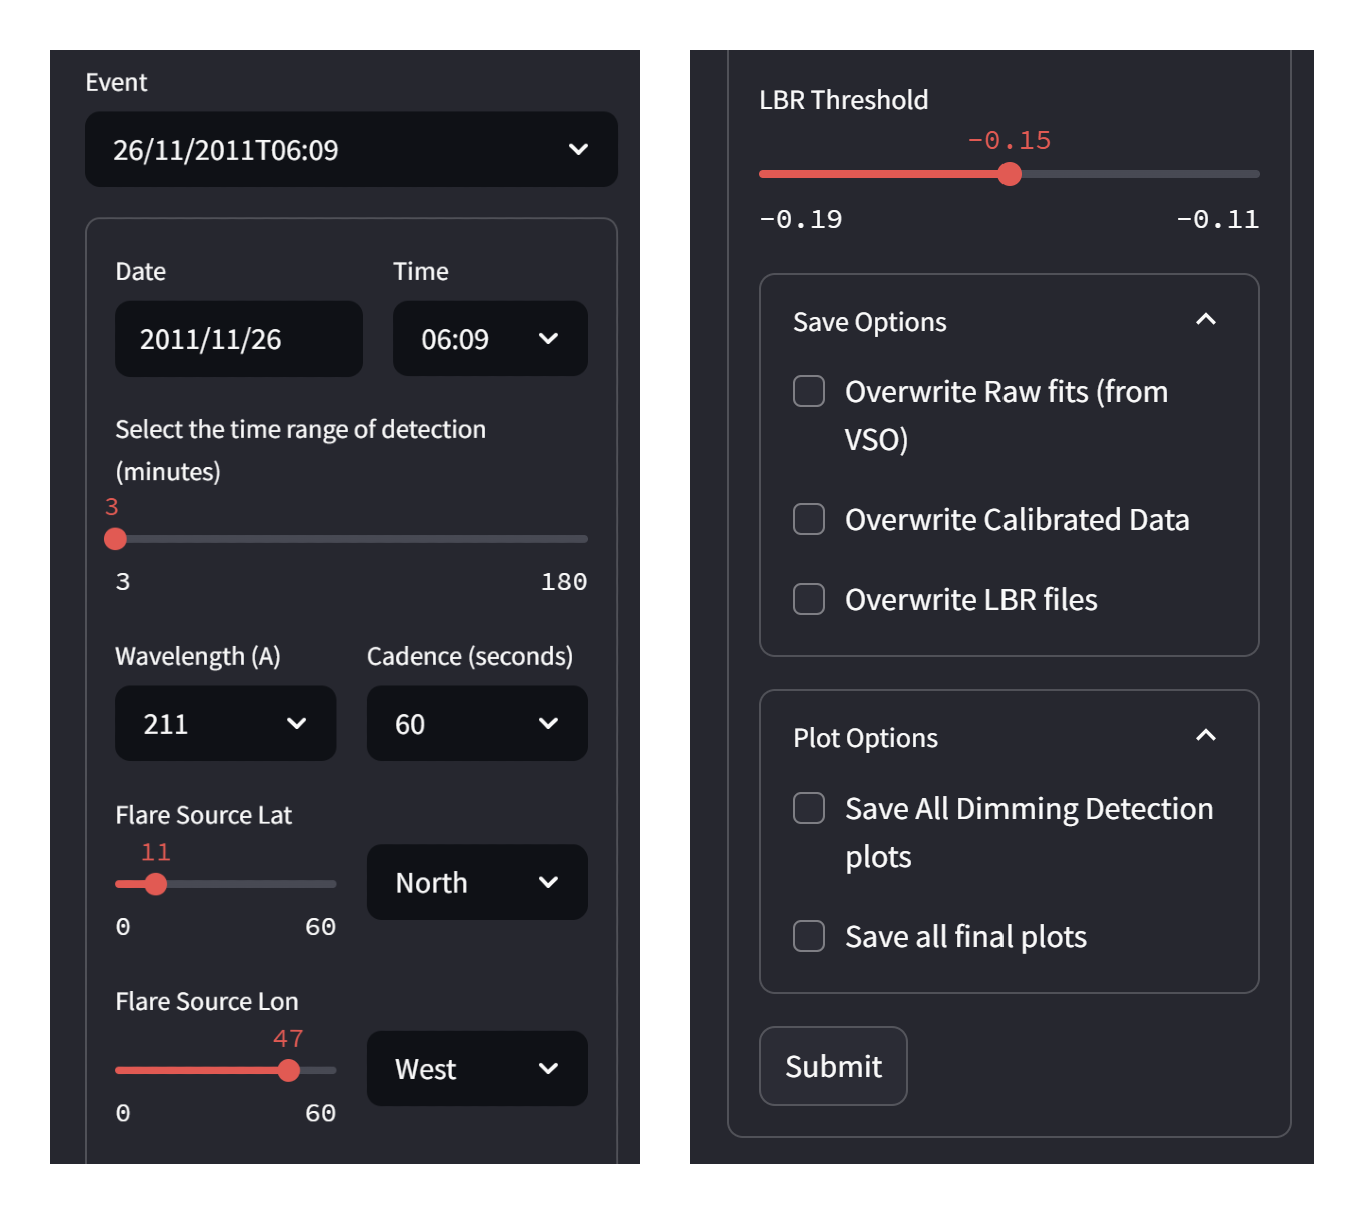 Event
26/11/2011T06:09
Date
Time
2011/11/26
06:09
Select the time range of detection
(minutes)
3
3
180
Wavelength (A)
Cadence (seconds)
211
60
Flare Source Lat
11
0
60
North
Flare Source Lon
47
0
60
West
LBR Threshold
-0.15
-0.19
-0.11
Save Options
Overwrite Raw fits (from
VSO)
Overwrite Calibrated Data
Overwrite LBR files
Plot Options
Save All Dimming Detection
plots
Save all final plots
Submit